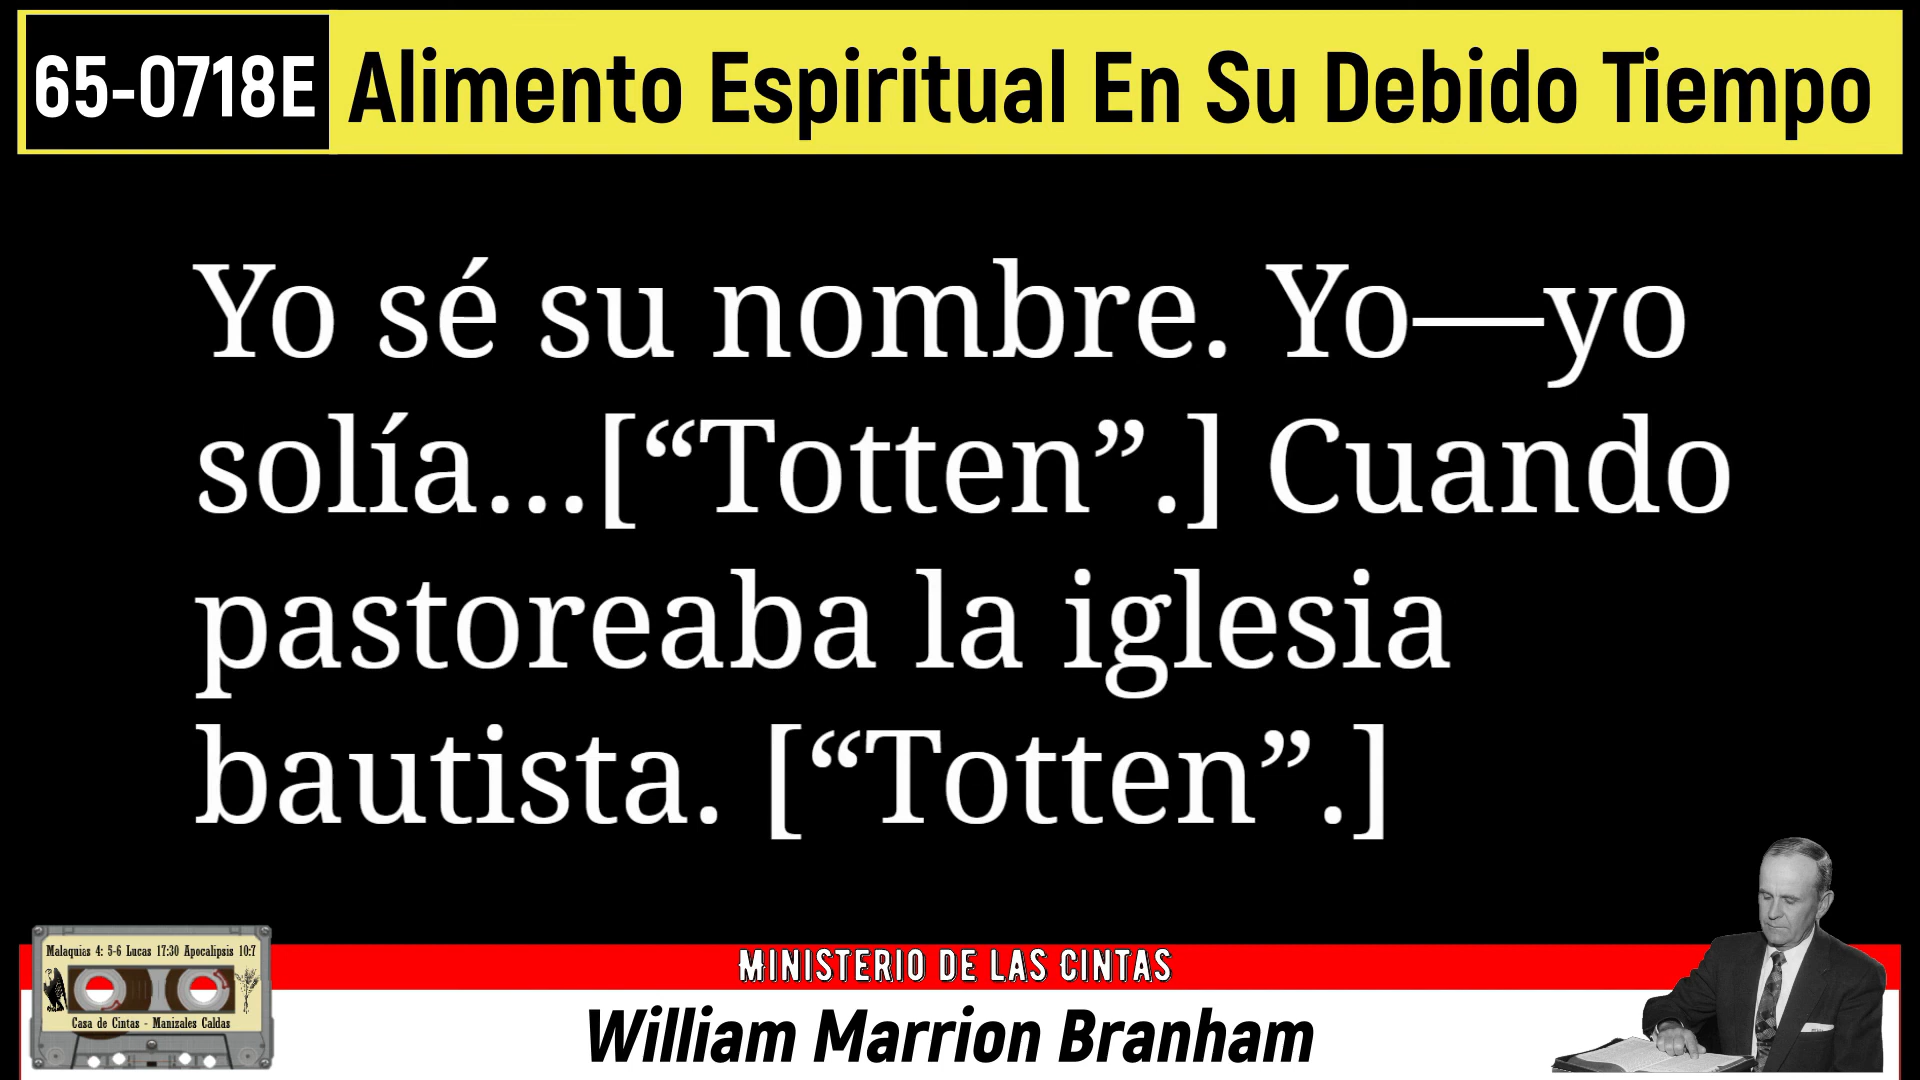 65-0718E Alimento Espiritual En Su Debido Tiempo
Yo sé su nombre. Yo—yo
solía...[“Totten”.] Cuando
pastoreaba la iglesia
bautista. [“Totten”.]
Malaquias 4: 5-6 Lucas 17:30 Apocalipsis 10:7
Casa de Cintas - Manizales Caldas
MINISTERIO DE LAS CINTAS
William Marrion Branham